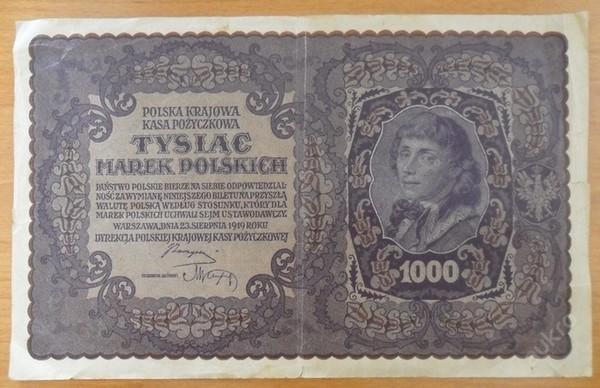 POLSKA KRAJOWA
KASA POŻYCZKOWA
TYSIĄC
MAREK POLSKICH
PAŃSTWO POLSKIE BIERZE NA SIEBIE ODPOWIEDZIAL-
NOŚĆ ZA WYMIANĘ NINIEJSZEGO BILETU NA PRZYSZŁĄ
WALUTĘ POLSKĄ WEDŁUG STOSUNKU, KTÓRY DLA
MAREK POLSKICH UCHWALI SEJM USTAWODAWCZY.
WARSZAWA, DNIA 23. SIERPNIA 1919 ROKU
DYREKCJA POLSKIEJ KRAJOWEJ KASY POŻYCZKOWEJ
1000